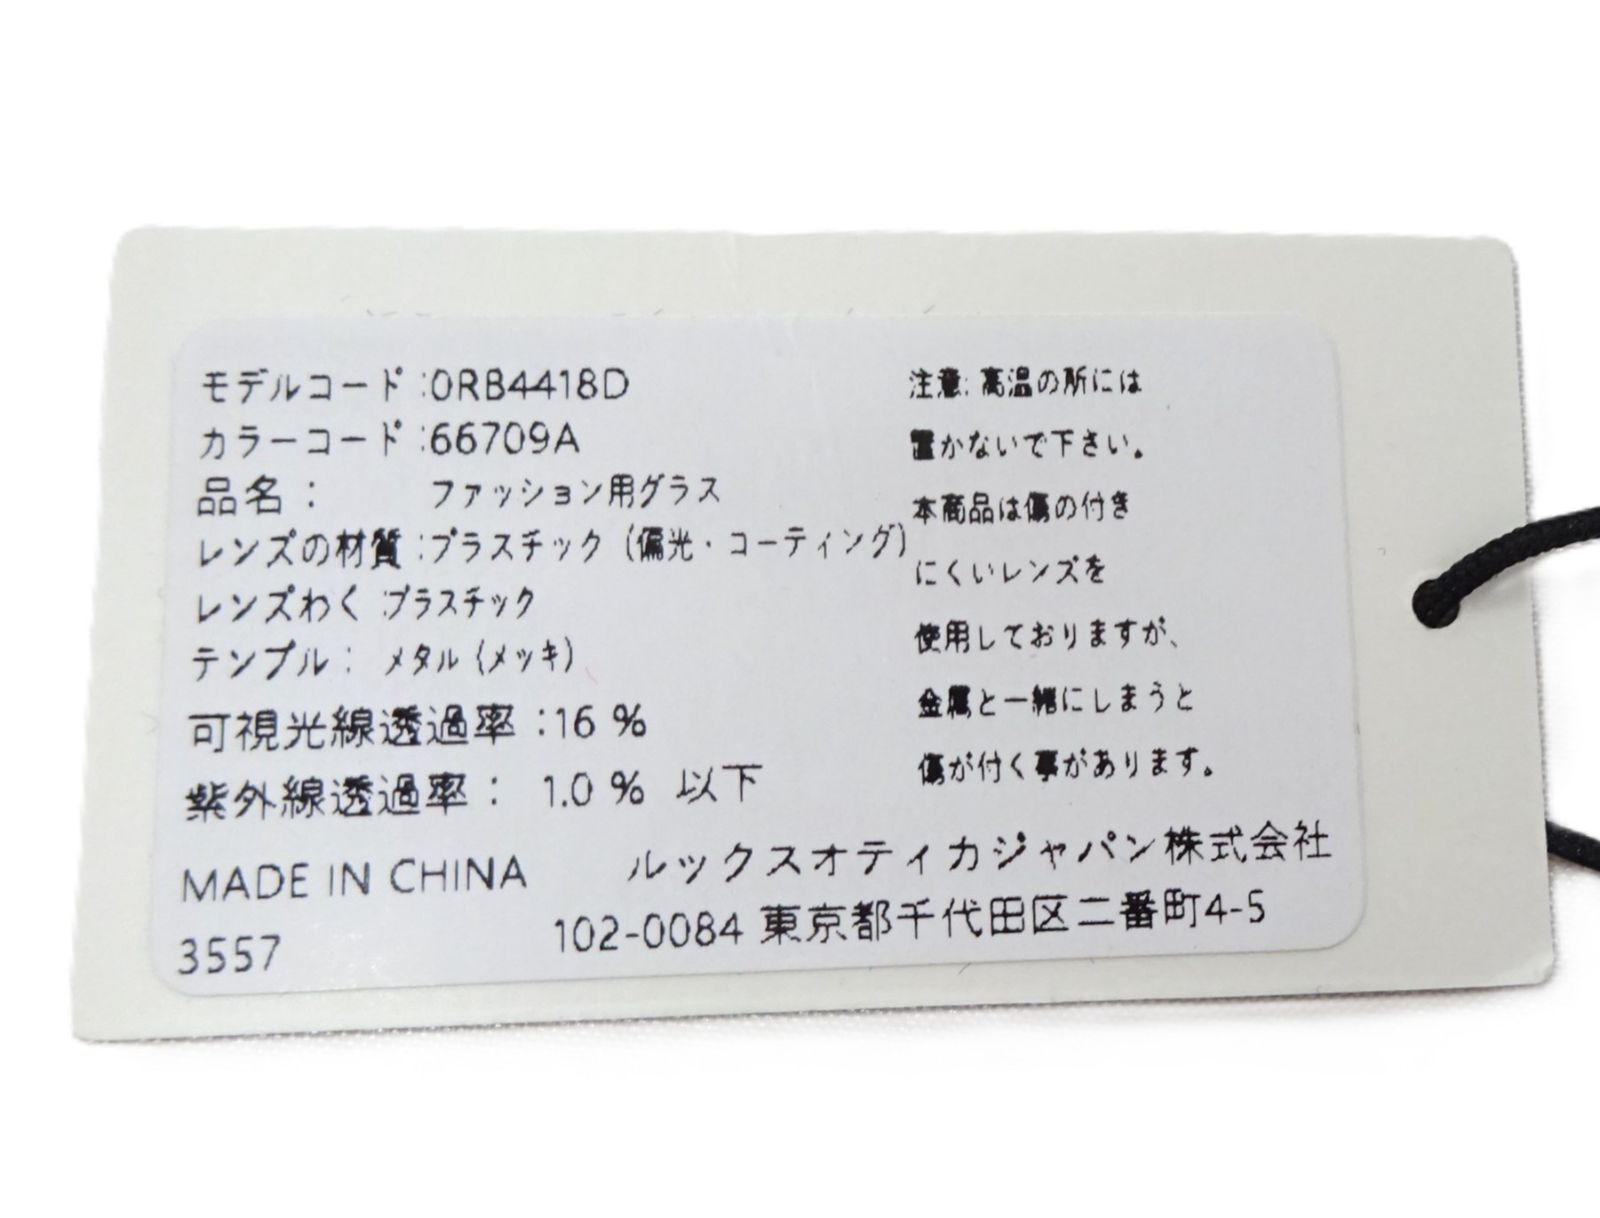 モデルコード:0RB4418D
カラーコード:66709A
品名: ファッション用グラス
レンズの材質:プラスチック(偏光・コーティング)
レンズわく:プラスチック
テンプル: メタル(メッキ)
可視光線透過率:16 %
紫外線透過率: 1.0 % 以下
注意:高温の所には
置かないで下さい。
本商品は傷の付き
にくいレンズを
使用しておりますが、
金属と一緒にしまうと
傷が付く事があります。
MADE IN CHINA
3557
ルックスオティカジャパン株式会社
102-0084 東京都千代田区二番町4-5